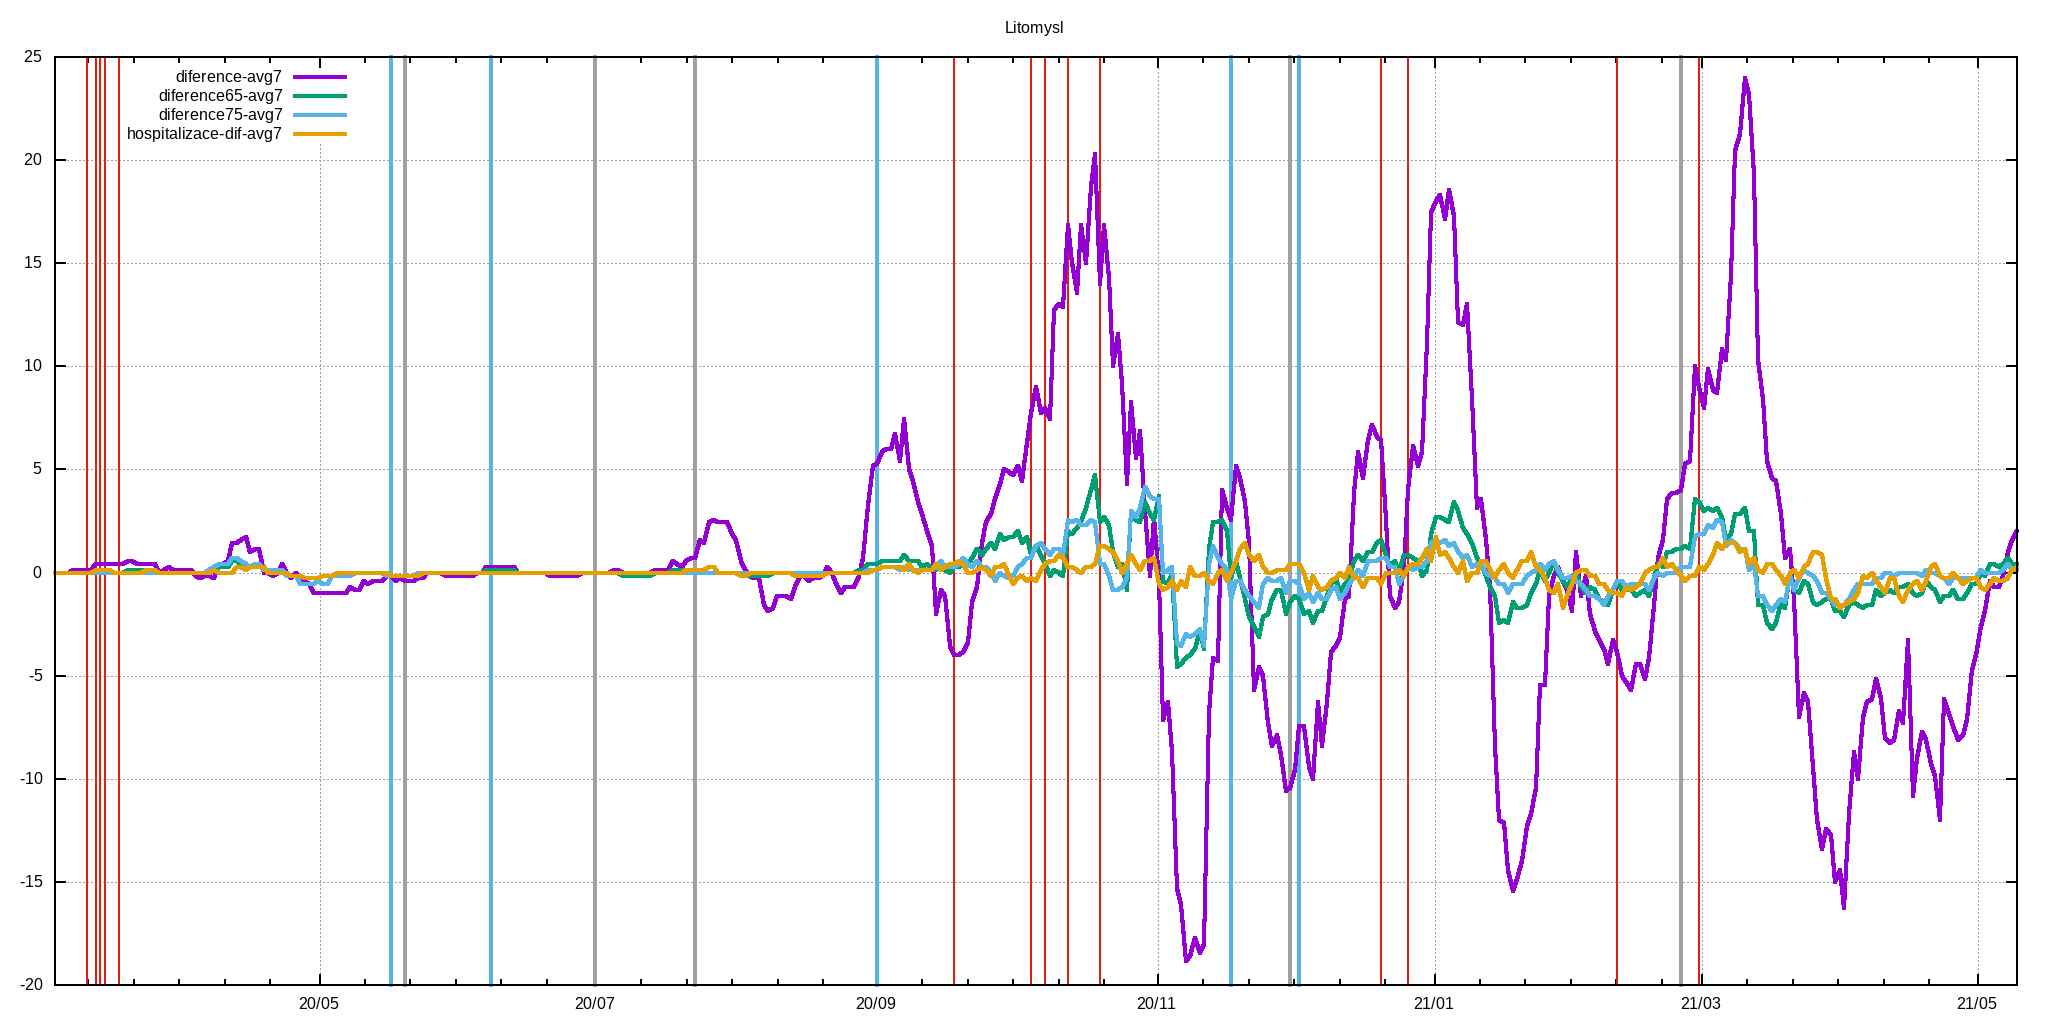 Litomysl
25
diference-avg7
diference65-avg7
diference75-avg7
hospitalizace-dif-avg7
20
15
10
5
0
-5
-10
-15
-20
20/05 20/07 20/09 20/11 21/01 21/03 21/05